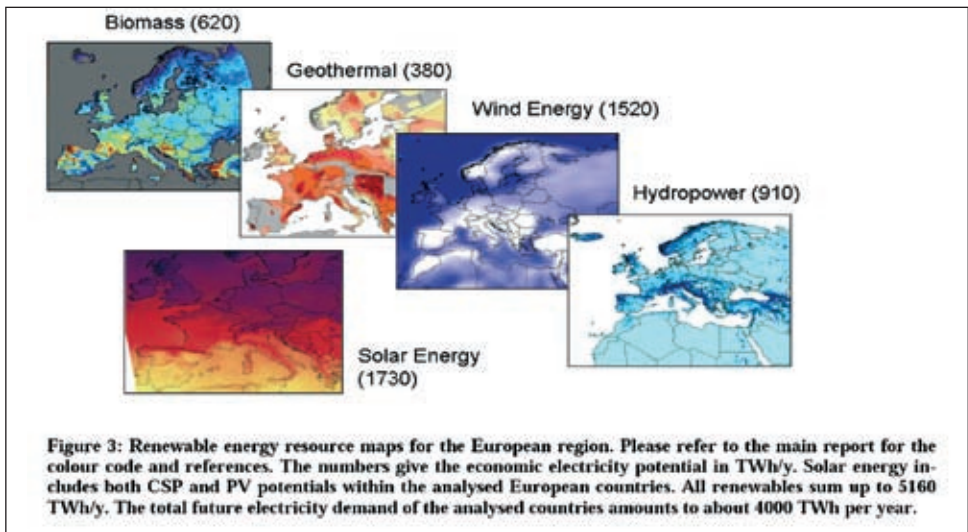 Biomass (620)
Geothermal (380)
Wind Energy (1520)
Hydropower (910)
Solar Energy
(1730)
Figure 3: Renewable energy resource maps for the European region. Please refer to the main report for the
colour code and references. The numbers give the economic electricity potential in TWh/y. Solar energy in-
cludes both CSP and PV potentials within the analysed European countries. All renewables sum up to 5160
TWh/y. The total future electricity demand of the analysed countries amounts to about 4000 TWh per year.